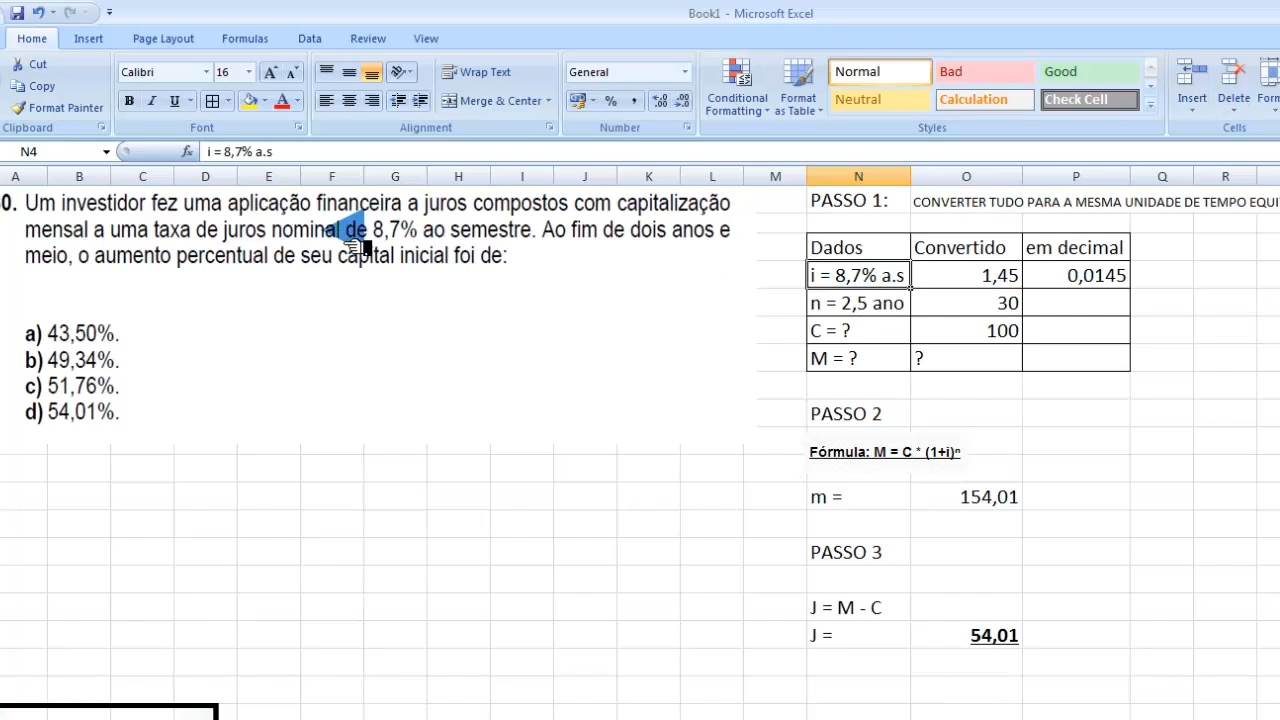 Book1 - Microsoft Excel
Home Insert Page Layout Formulas Data Review View
Cut
Copy
Format Painter
Clipboard
Calibri 16
B I U
Font
Wrap Text
Merge & Center
Alignment
General
Number
Conditional Formatting
Format as Table
Normal Bad Good
Neutral Calculation Check Cell
Styles
Insert Delete Form
Cells
N4 fx i = 8,7% a.s
A B C D E F G H I J K L M N O P Q R
0. Um investidor fez uma aplicação financeira a juros compostos com capitalização
mensal a uma taxa de juros nominal de 8,7% ao semestre. Ao fim de dois anos e
meio, o aumento percentual de seu capital inicial foi de:
a) 43,50%.
b) 49,34%.
c) 51,76%.
d) 54,01%.
PASSO 1: CONVERTER TUDO PARA A MESMA UNIDADE DE TEMPO EQUI
Dados Convertido em decimal
i = 8,7% a.s 1,45 0,0145
n = 2,5 ano 30
C = ? 100
M = ? ?
PASSO 2
Fórmula: M = C * (1+i)ⁿ
m = 154,01
PASSO 3
J = M - C
J = 54,01